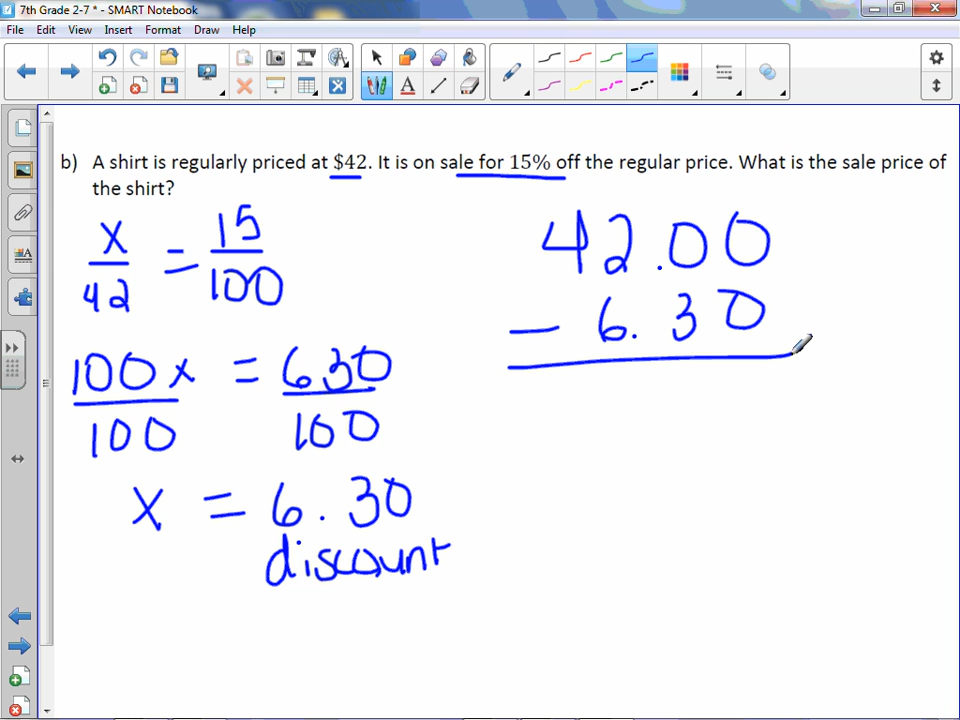 7th Grade 2-7 * - SMART Notebook
File Edit View Insert Format Draw Help
b) A shirt is regularly priced at $42. It is on sale for 15% off the regular price. What is the sale price of
the shirt?
x/42 = 15/100
100x/100 = 630/100
x = 6.30
discount
42.00
- 6.30